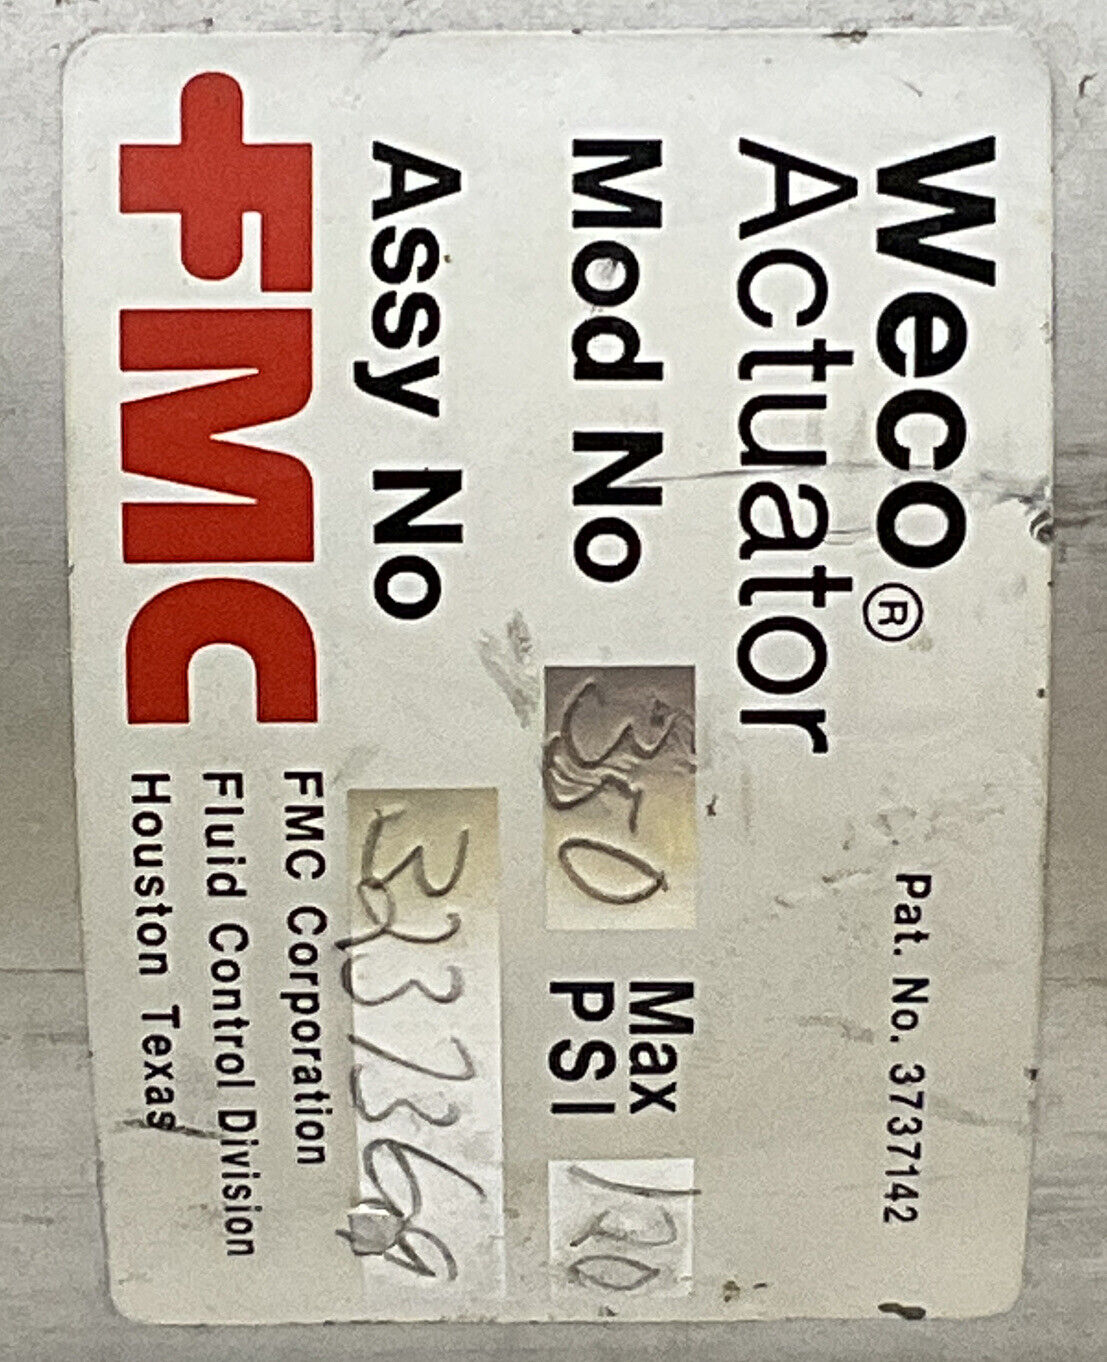 Weco®
Pat. No. 3737142
Actuator
Mod No 350 Max
PSI
Assy No
FMC
FMC Corporation
Fluid Control Division
Houston Texas